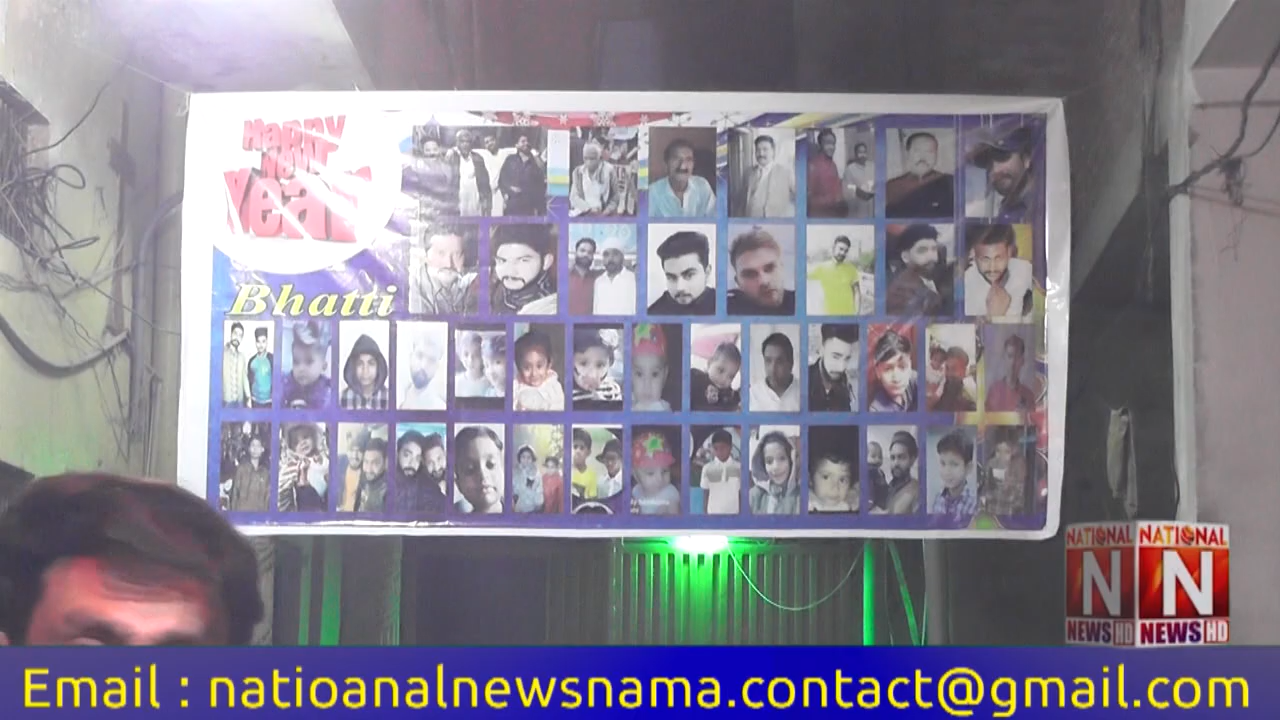 Happy
New
Year
Bhatti
NATIONAL NATIONAL
N N
NEWS HD NEWS HD
Email : natioanalnewsnama.contact@gmail.com